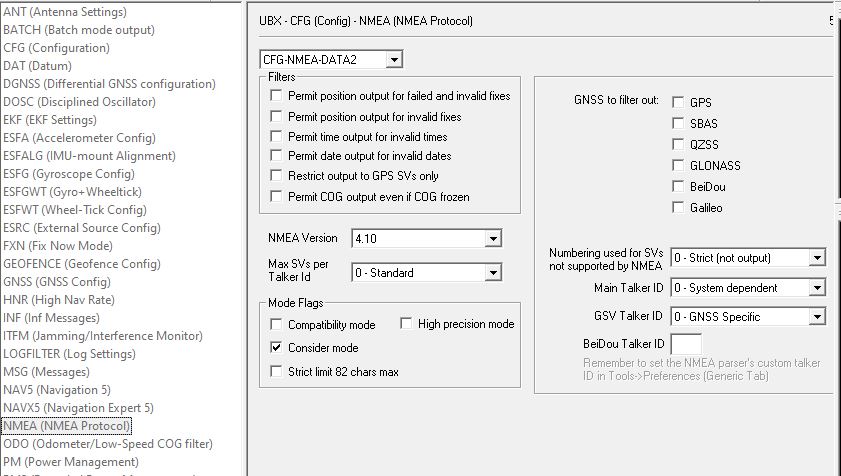 ANT (Antenna Settings)
BATCH (Batch mode output)
CFG (Configuration)
DAT (Datum)
DGNSS (Differential GNSS configuration)
DOSC (Disciplined Oscillator)
EKF (EKF Settings)
ESFA (Accelerometer Config)
ESFALG (IMU-mount Alignment)
ESFG (Gyroscope Config)
ESFGWT (Gyro+Wheeltick)
ESFWT (Wheel-Tick Config)
ESRC (External Source Config)
FXN (Fix Now Mode)
GEOFENCE (Geofence Config)
GNSS (GNSS Config)
HNR (High Nav Rate)
INF (Inf Messages)
ITFM (Jamming/Interference Monitor)
LOGFILTER (Log Settings)
MSG (Messages)
NAV5 (Navigation 5)
NAVX5 (Navigation Expert 5)
NMEA (NMEA Protocol)
ODO (Odometer/Low-Speed COG filter)
PM (Power Management)
UBX - CFG (Config) - NMEA (NMEA Protocol)
CFG-NMEA-DATA2
Filters
Permit position output for failed and invalid fixes
Permit position output for invalid fixes
Permit time output for invalid times
Permit date output for invalid dates
Restrict output to GPS SVs only
Permit COG output even if COG frozen
NMEA Version 4.10
Max SVs per
Talker Id 0 - Standard
Mode Flags
Compatibility mode High precision mode
Consider mode
Strict limit 82 chars max
GNSS to filter out: GPS
SBAS
QZSS
GLONASS
BeiDou
Galileo
Numbering used for SVs
not supported by NMEA 0 - Strict (not output)
Main Talker ID 0 - System dependent
GSV Talker ID 0 - GNSS Specific
BeiDou Talker ID
Remember to set the NMEA parser's custom talker
ID in Tools->Preferences (Generic Tab)